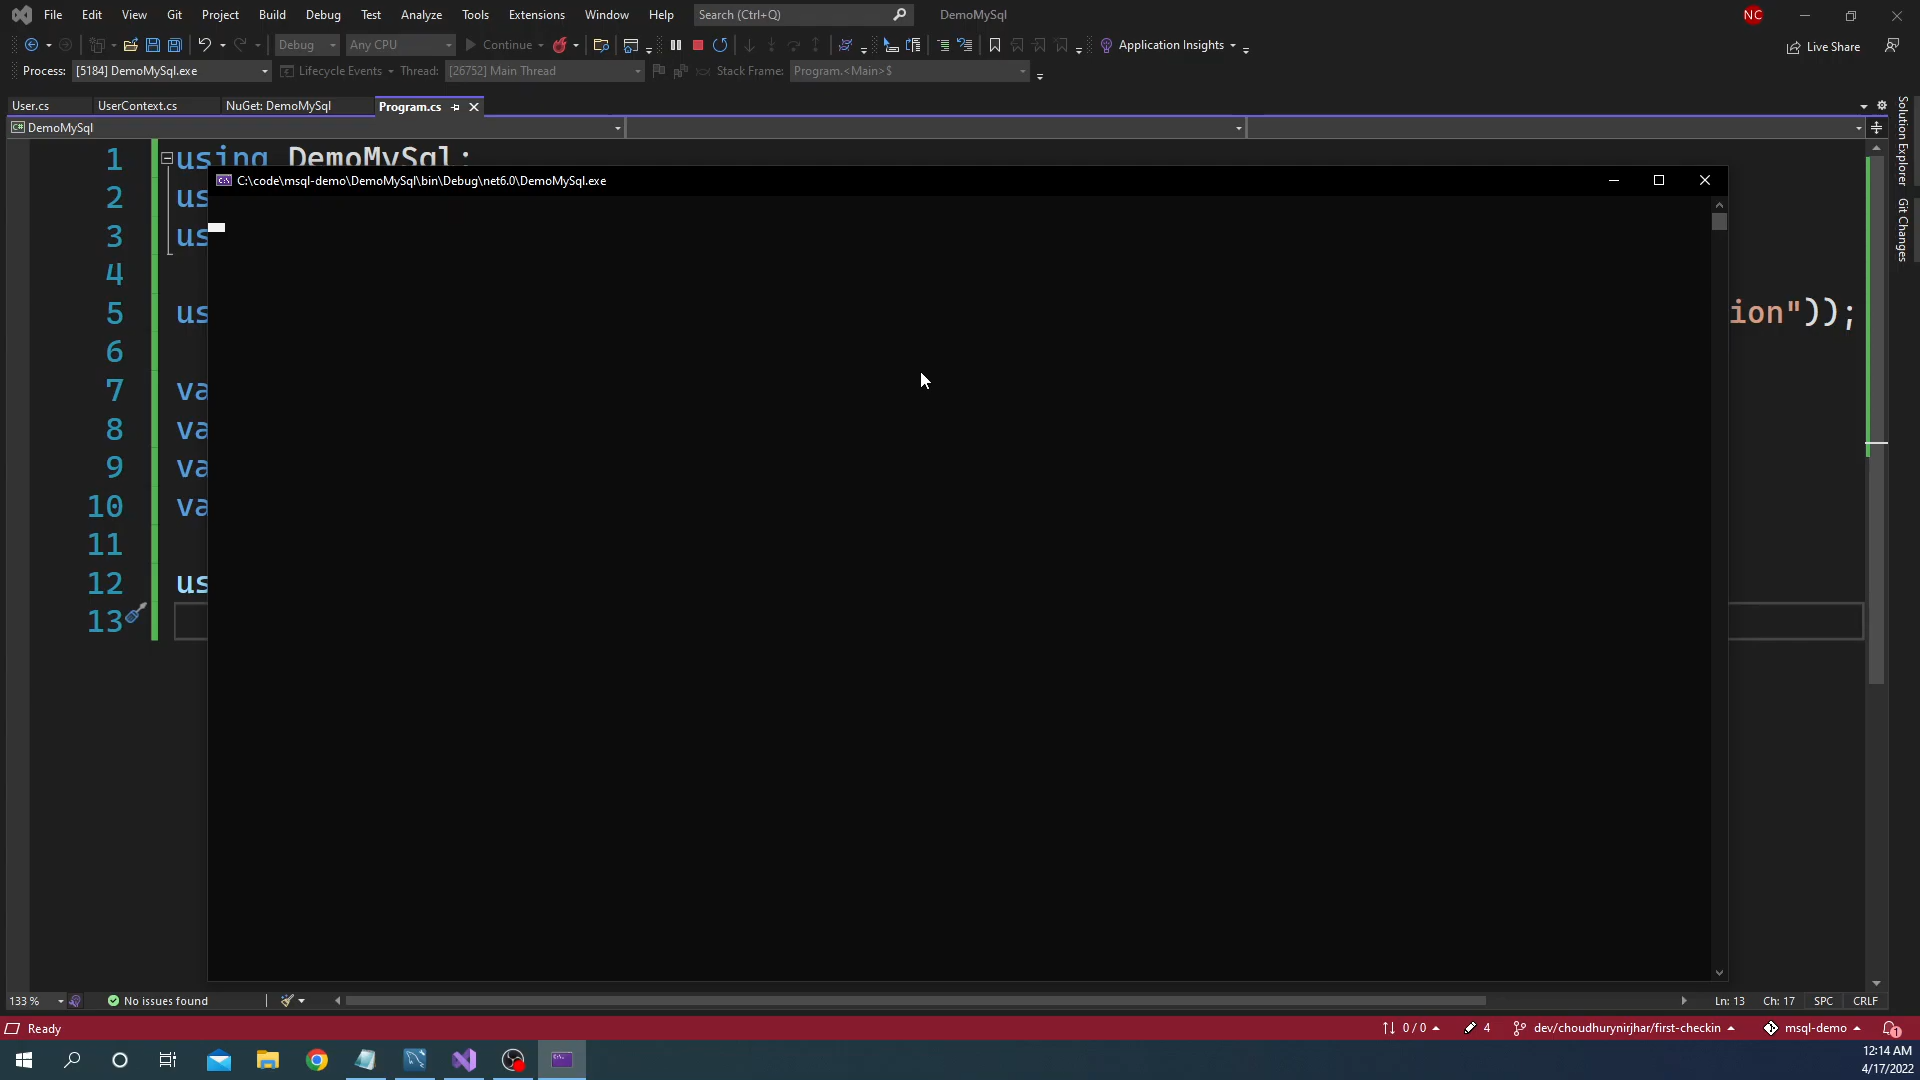 File Edit View Git Project Build Debug Test Analyze Tools Extensions Window Help Search (Ctrl+Q) DemoMySql NC
Debug Any CPU Continue Application Insights Live Share
Process: [5184] DemoMySql.exe Lifecycle Events Thread: [26752] Main Thread Stack Frame: Program.<Main>$
User.cs UserContext.cs NuGet: DemoMySql Program.cs
C# DemoMySql
Solution Explorer
Git Changes
1 using DemoMySql;
C:\code\msql-demo\DemoMySql\bin\Debug\net6.0\DemoMySql.exe
2 us
3 us
4
5 us ion"));
6
7 va
8 va
9 va
10 va
11
12 us
13
133 % No issues found Ln: 13 Ch: 17 SPC CRLF
Ready 0 / 0 4 dev/choudhurynirjhar/first-checkin msql-demo 1
12:14 AM
4/17/2022